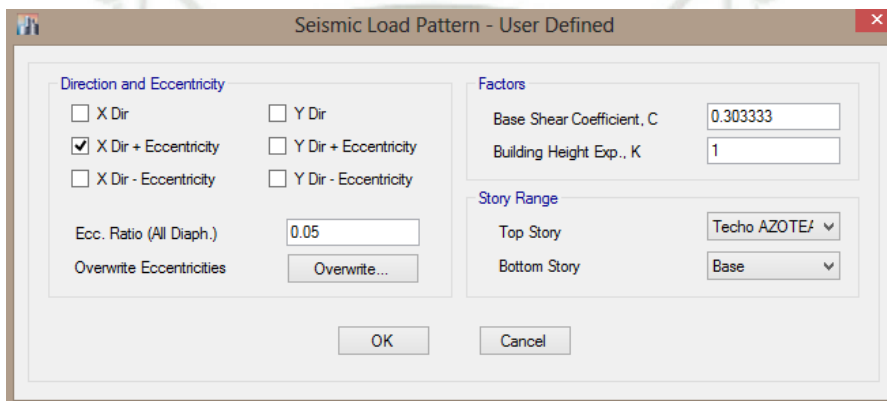 Seismic Load Pattern - User Defined
Direction and Eccentricity
X Dir
Y Dir
X Dir + Eccentricity
Y Dir + Eccentricity
X Dir - Eccentricity
Y Dir - Eccentricity
Ecc. Ratio (All Diaph.)
0.05
Overwrite Eccentricities
Overwrite...
Factors
Base Shear Coefficient, C
0.303333
Building Height Exp., K
1
Story Range
Top Story
Techo AZOTEA
Bottom Story
Base
OK
Cancel